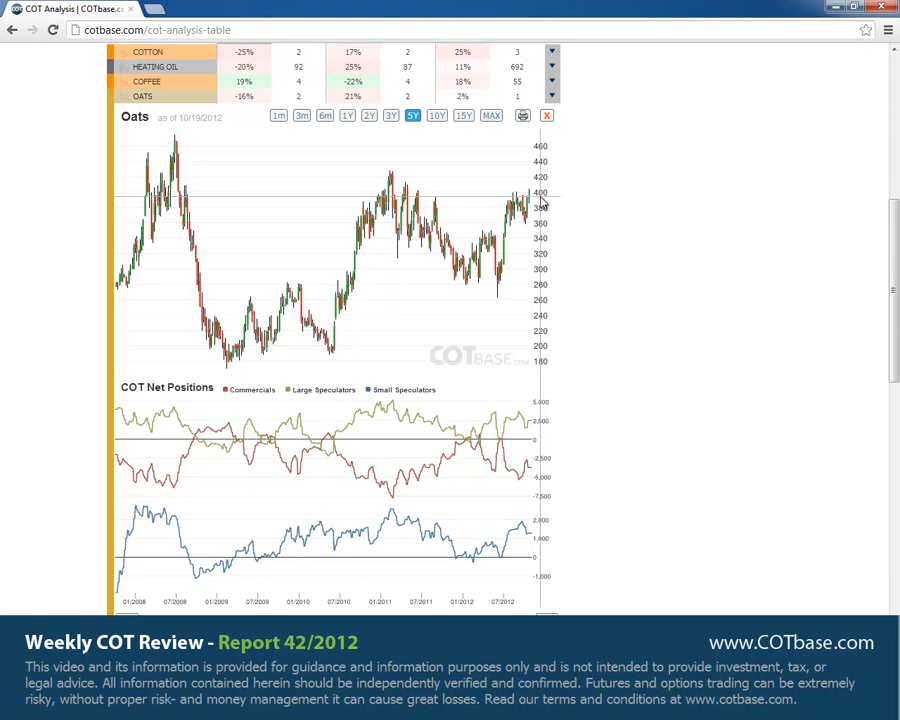 COT Analysis | COTbase.cc
cotbase.com/cot-analysis-table
COTTON -25% 2 17% 2 25% 3
HEATING OIL -20% 92 25% 87 11% 692
COFFEE 19% 4 -22% 4 18% 55
OATS -16% 2 21% 2 2% 1
Oats as of 10/19/2012 1m 3m 6m 1Y 2Y 3Y 5Y 10Y 15Y MAX X
460
440
420
400
380
360
340
320
300
280
260
240
220
200
180
COTBASE.COM
COT Net Positions Commercials Large Speculators Small Speculators
5,000
2,500
0
-2,500
-5,000
-7,500
2,000
1,000
0
-1,000
01/2008 07/2008 01/2009 07/2009 01/2010 07/2010 01/2011 07/2011 01/2012 07/2012
Weekly COT Review - Report 42/2012 www.COTbase.com
This video and its information is provided for guidance and information purposes only and is not intended to provide investment, tax, or
legal advice. All information contained herein should be independently verified and confirmed. Futures and options trading can be extremely
risky, without proper risk- and money management it can cause great losses. Read our terms and conditions at www.cotbase.com.